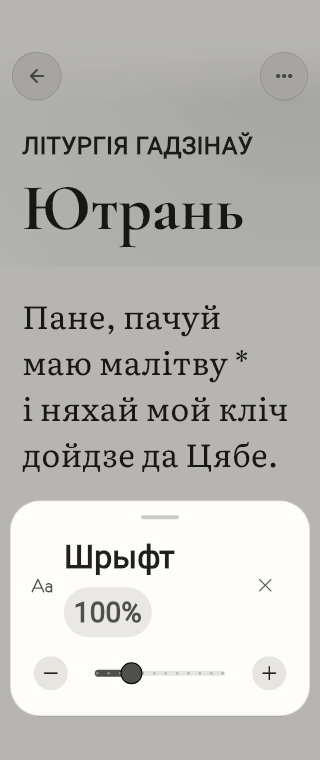 ЛІТУРГІЯ ГАДЗІНАЎ
Ютрань
Пане, пачуй
маю малітву *
і няхай мой кліч
дойдзе да Цябе.
Шрыфт
Aa
100%